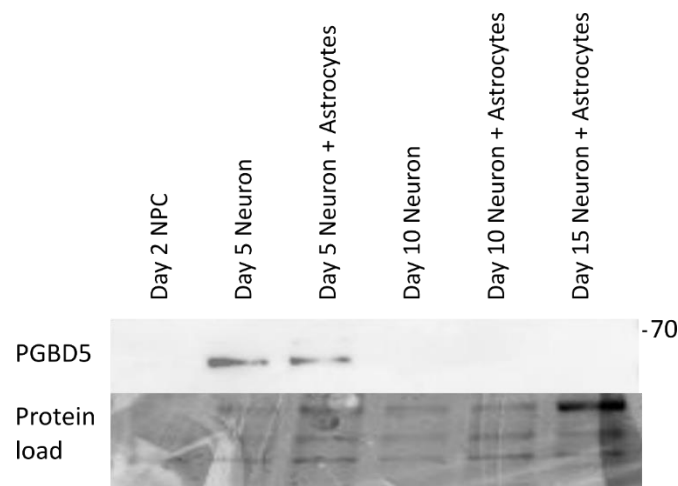 Day 2 NPC
Day 5 Neuron
Day 5 Neuron + Astrocytes
Day 10 Neuron
Day 10 Neuron + Astrocytes
Day 15 Neuron + Astrocytes
-70
PGBD5
Protein
load